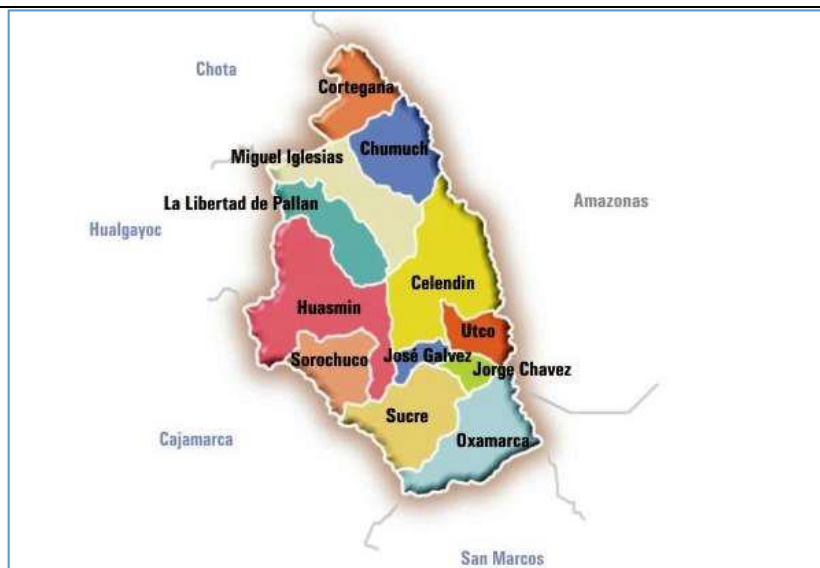 Chota
Cortegana
Chumuch
Miguel Iglesias
La Libertad de Pallan
Amazonas
Hualgayoc
Celendin
Huasmin
Utco
José Galvez
Sorochuco
Jorge Chavez
Sucre
Cajamarca
Oxamarca
San Marcos